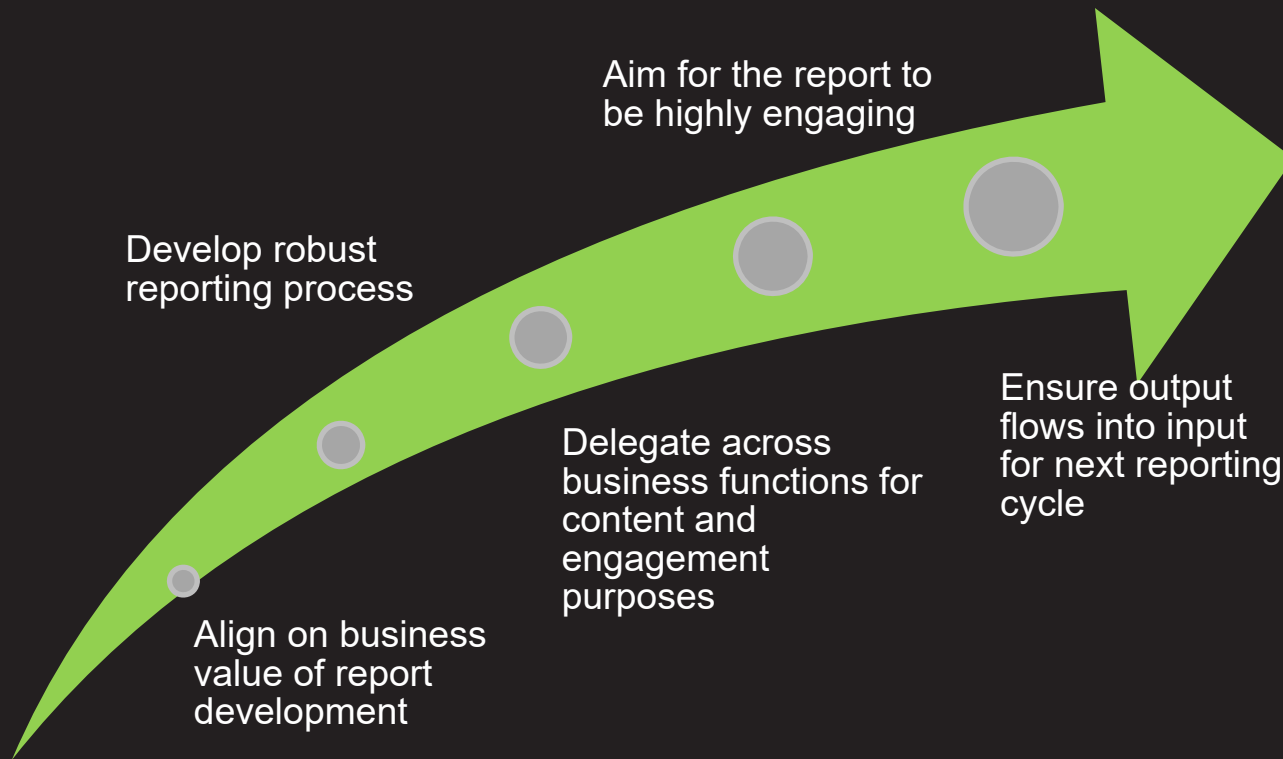 Aim for the report to
be highly engaging
Develop robust
reporting process
Ensure output
flows into input
for next reporting
cycle
Delegate across
business functions for
content and
engagement
purposes
Align on business
value of report
development